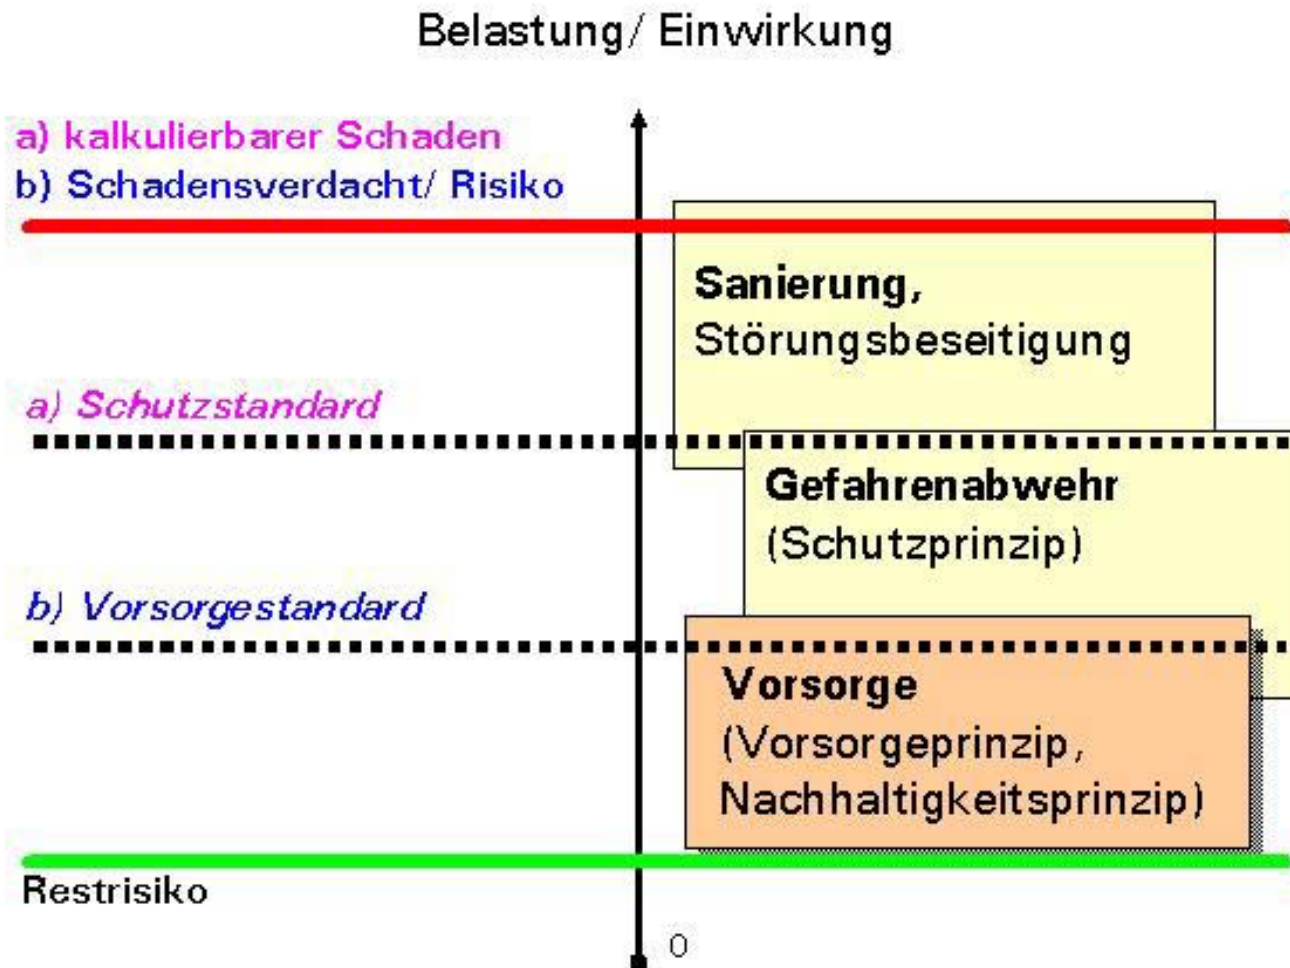 Belastung/ Einwirkung
a) kalkulierbarer Schaden
b) Schadensverdacht/ Risiko
Sanierung,
Störungsbeseitigung
a) Schutzstandard
Gefahrenabwehr
(Schutzprinzip)
b) Vorsorgestandard
Vorsorge
(Vorsorgeprinzip,
Nachhaltigkeitsprinzip)
Restrisiko
0